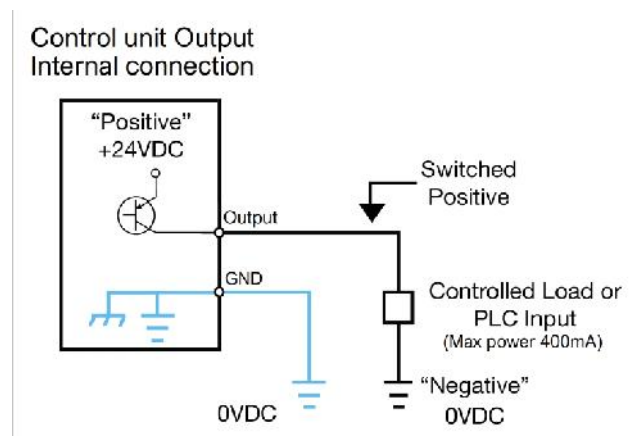 Control unit Output
Internal connection
“Positive”
+24VDC
Switched
Positive
Output
GND
Controlled Load or
PLC Input
(Max power 400mA)
“Negative”
0VDC
0VDC